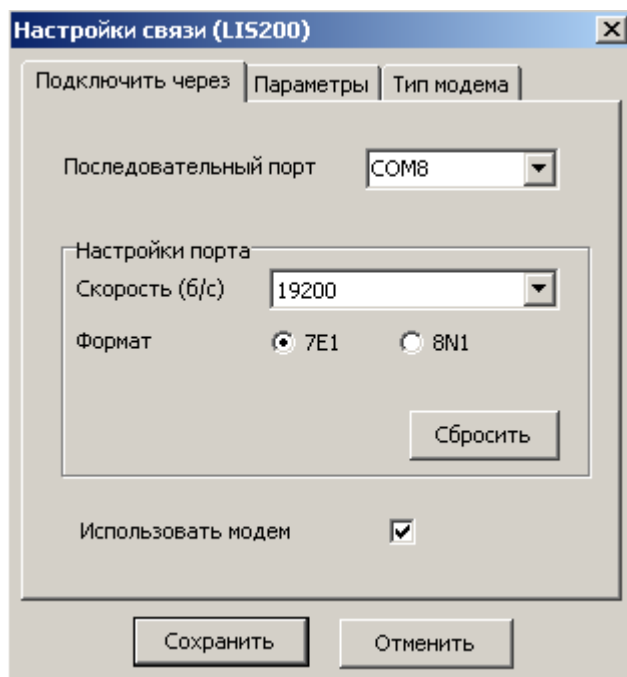 Настройки связи (LIS200)
Подключить через Параметры Тип модема
Последовательный порт COM8
Настройки порта
Скорость (б/с) 19200
Формат 7E1 8N1
Сбросить
Использовать модем
Сохранить Отменить